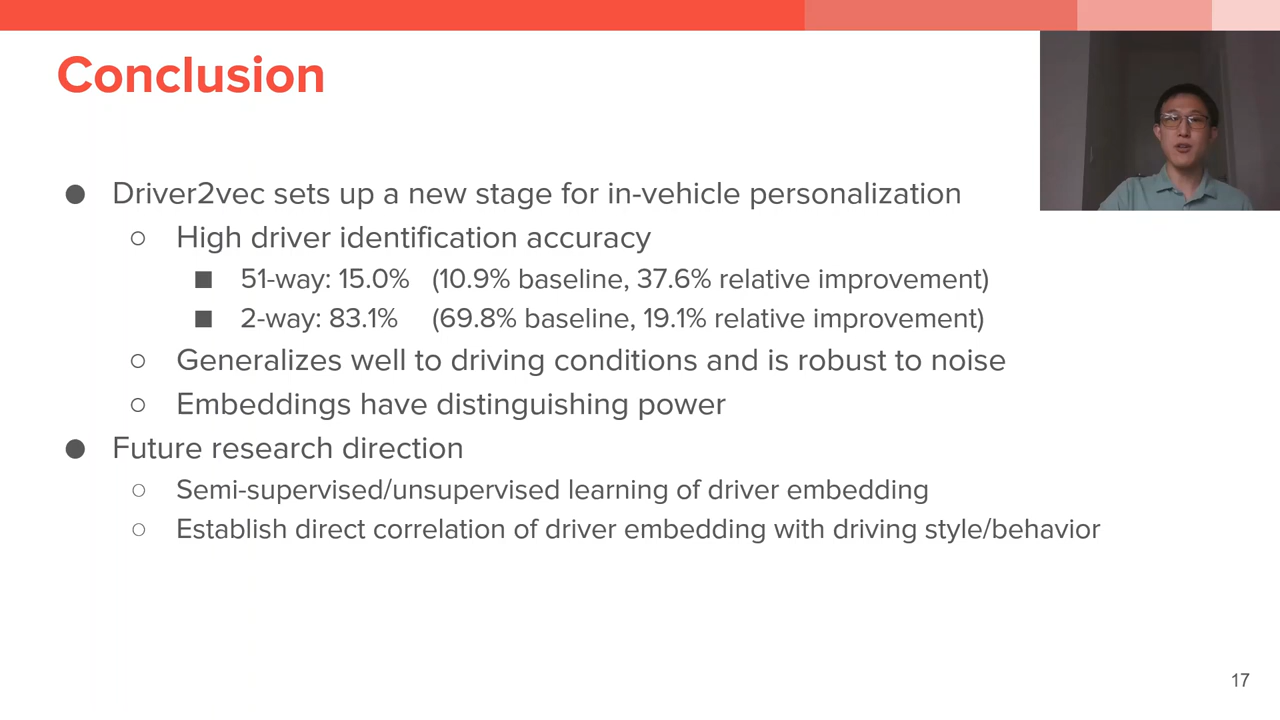 Conclusion
● Driver2vec sets up a new stage for in-vehicle personalization
○ High driver identification accuracy
■ 51-way: 15.0% (10.9% baseline, 37.6% relative improvement)
■ 2-way: 83.1% (69.8% baseline, 19.1% relative improvement)
○ Generalizes well to driving conditions and is robust to noise
○ Embeddings have distinguishing power
● Future research direction
○ Semi-supervised/unsupervised learning of driver embedding
○ Establish direct correlation of driver embedding with driving style/behavior
17